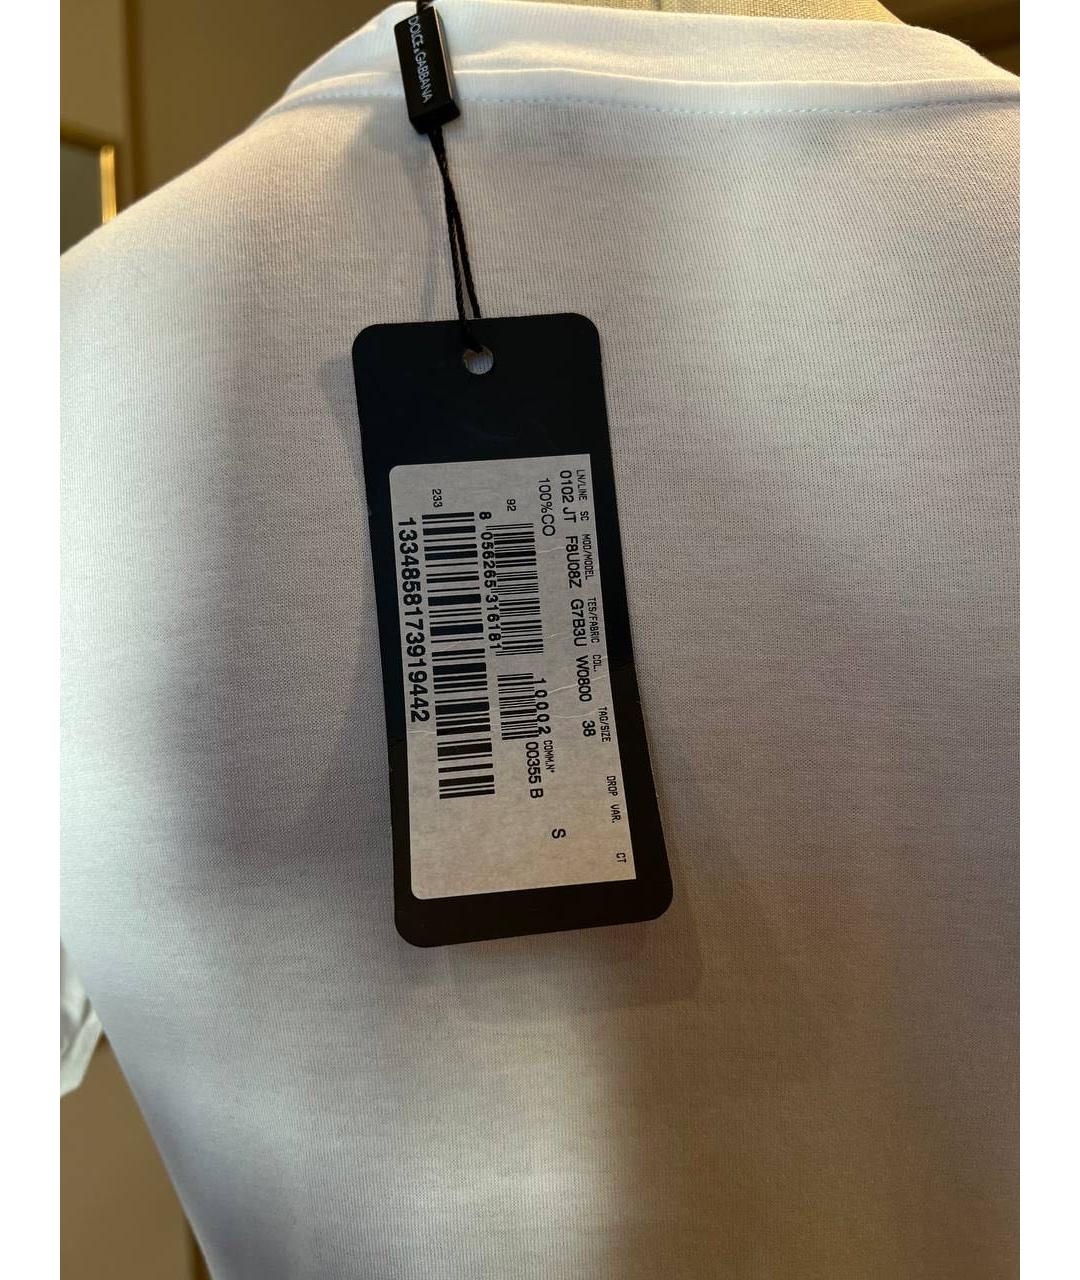 DOLCE & GABBANA
LN/LINE SC MOD/MODEL TES/FABRIC COL. TAG/SIZE DROP VAR. CT
0102 JT F8U08Z G7B3U W0800 38
100%CO S
10002 COMM.N° 00355 B
92
8 056265 316181
233
1334858173919442